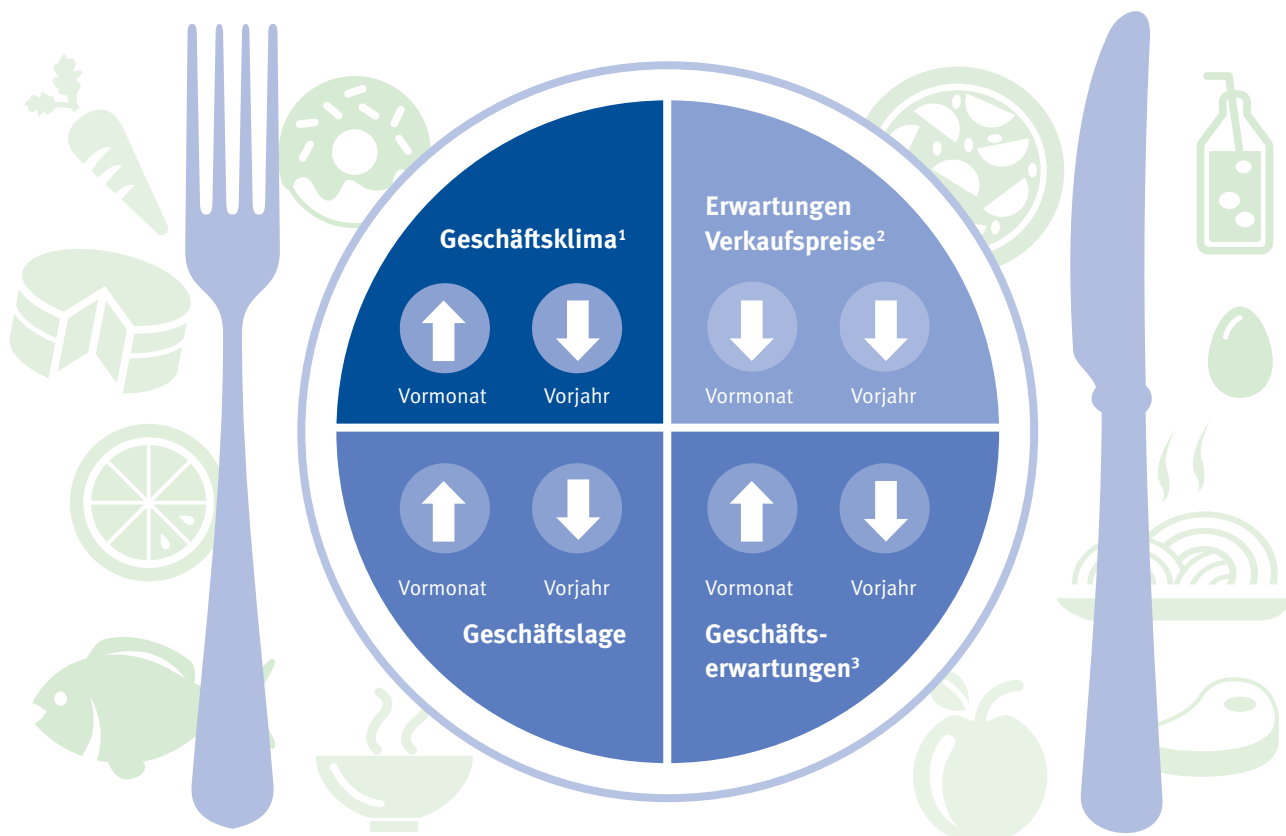 Geschäftsklima¹
Vormonat Vorjahr
Erwartungen
Verkaufspreise²
Vormonat Vorjahr
Vormonat Vorjahr
Geschäftslage
Vormonat Vorjahr
Geschäfts-
erwartungen³